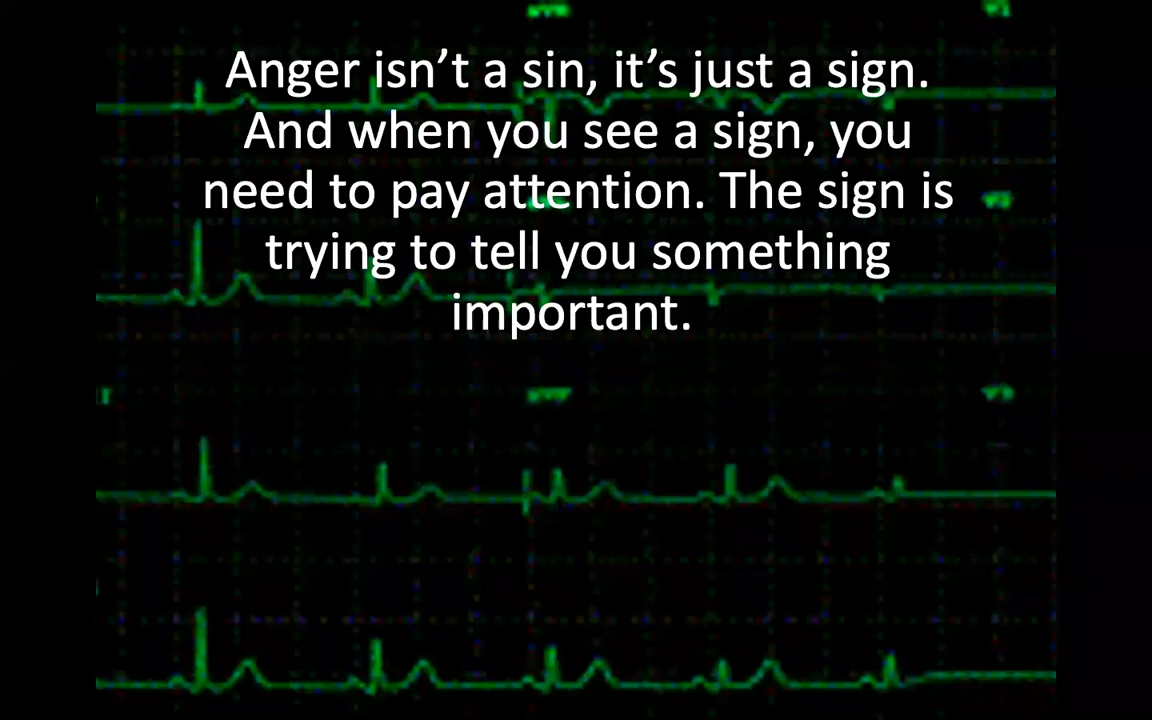 Anger isn’t a sin, it’s just a sign.
And when you see a sign, you
need to pay attention. The sign is
trying to tell you something
important.